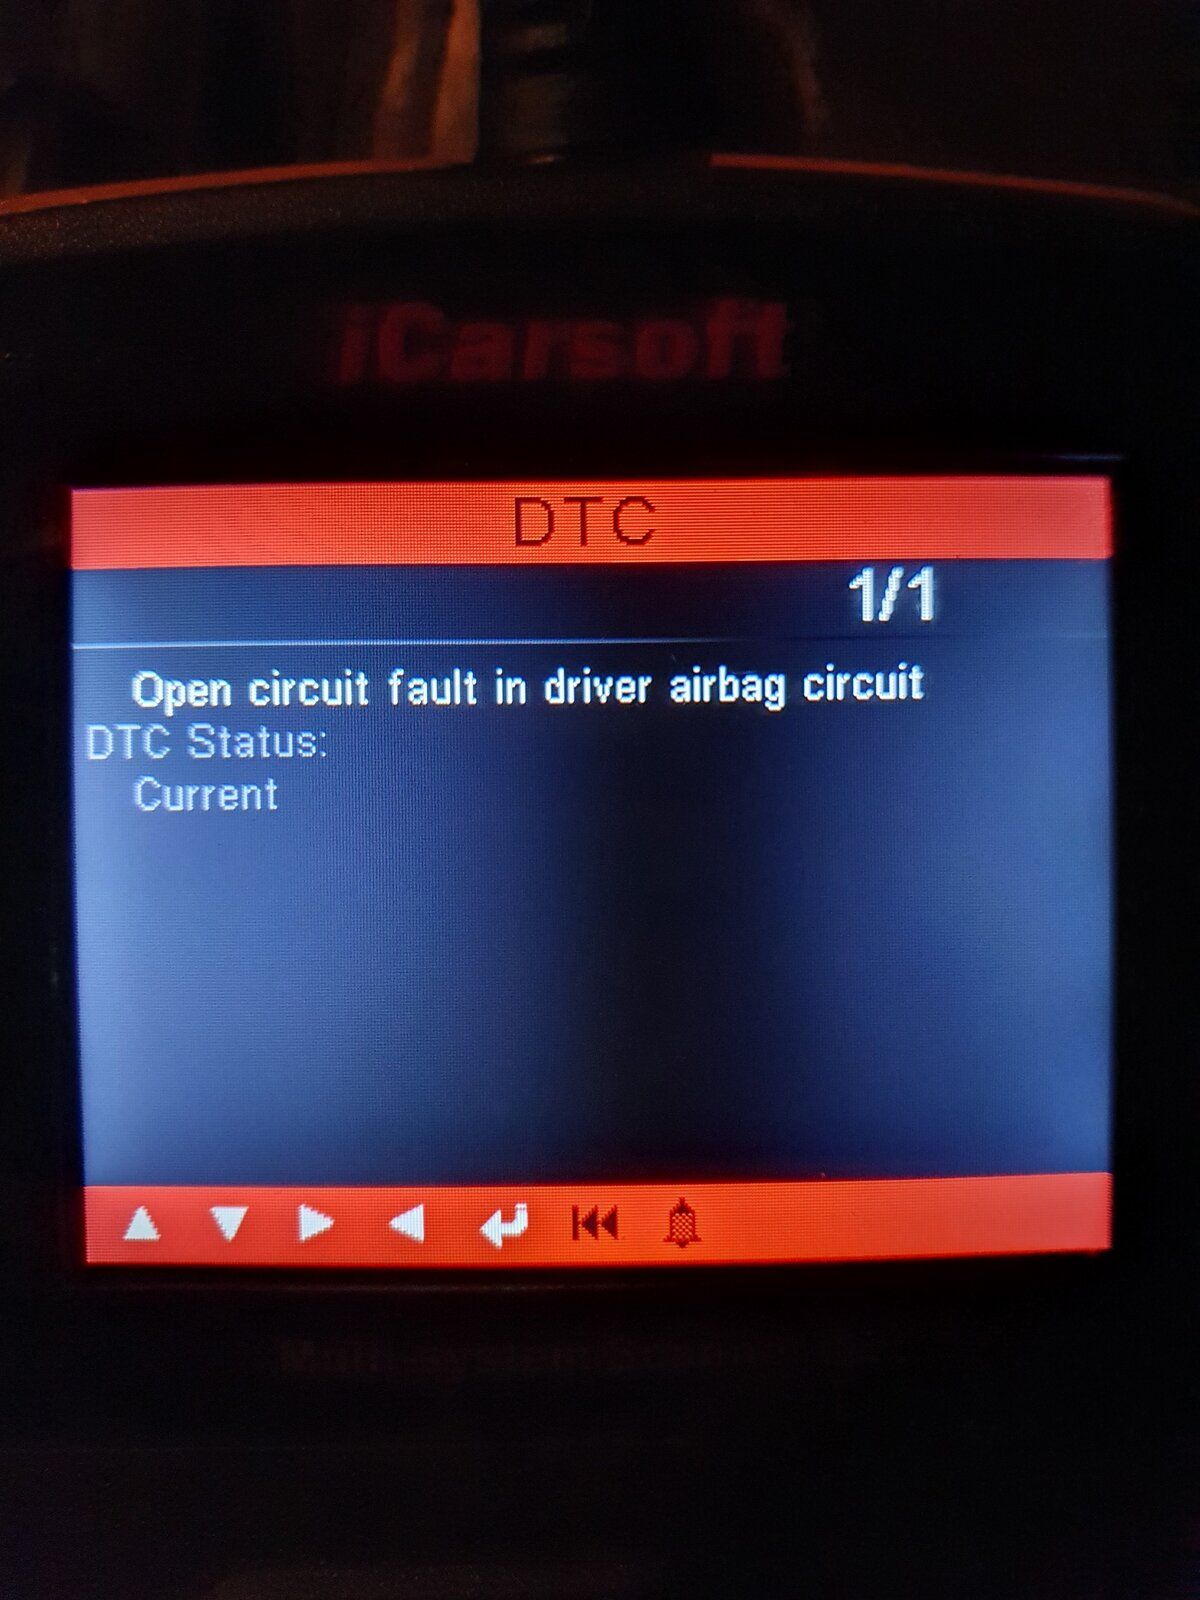 iCarsoft
DTC
1/1
Open circuit fault in driver airbag circuit
DTC Status:
Current